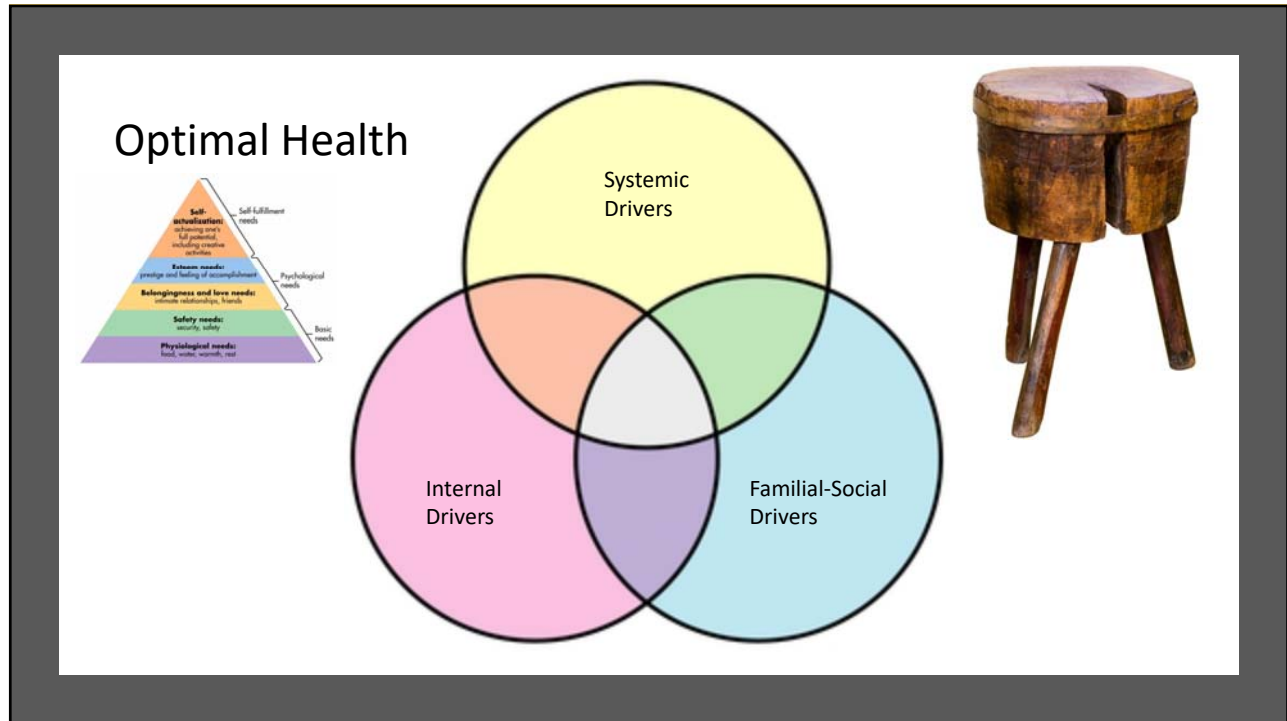 Optimal Health
Self-
actualization:
achieving one's
full potential,
including creative
activities
Esteem needs:
prestige and feeling of accomplishment
Belongingness and love needs:
intimate relationships, friends
Safety needs:
security, safety
Physiological needs:
food, water, warmth, rest
Self-fulfillment
needs
Psychological
needs
Basic
needs
Systemic
Drivers
Internal
Drivers
Familial-Social
Drivers